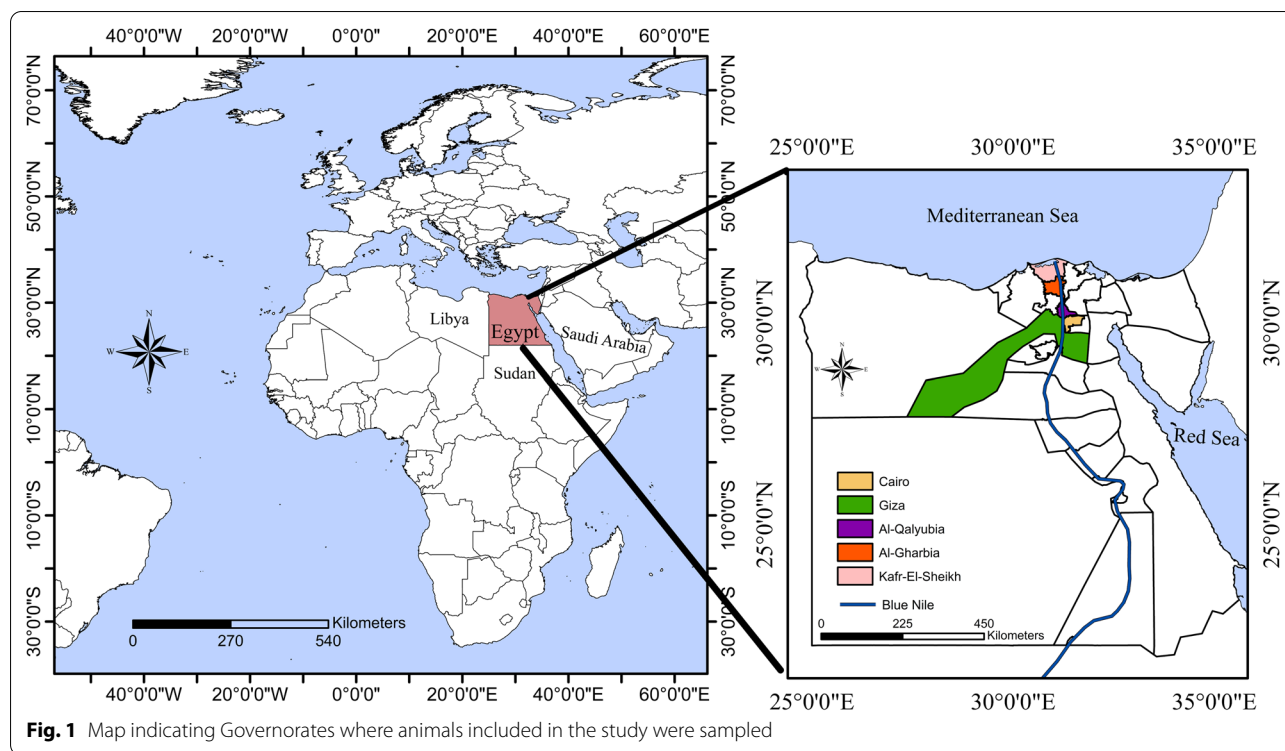 40°0'0"W 20°0'0"W 0°0'0" 20°0'0"E 40°0'0"E 60°0'0"E
70°0'0"N
50°0'0"N
30°0'0"N
10°0'0"N
10°0'0"S
30°0'0"S
Libya
Egypt
Saudi Arabia
Sudan
N
W E
S
Kilometers
0 270 540
70°0'0"N
50°0'0"N
30°0'0"N
10°0'0"N
10°0'0"S
30°0'0"S
40°0'0"W 20°0'0"W 0°0'0" 20°0'0"E 40°0'0"E 60°0'0"E
25°0'0"E 30°0'0"E 35°0'0"E
30°0'0"N
25°0'0"N
Mediterranean Sea
N
W E
S
Red Sea
Cairo
Giza
Al-Qalyubia
Al-Gharbia
Kafr-El-Sheikh
Blue Nile
0 225 450
Kilometers
30°0'0"N
25°0'0"N
25°0'0"E 30°0'0"E 35°0'0"E
Fig. 1 Map indicating Governorates where animals included in the study were sampled